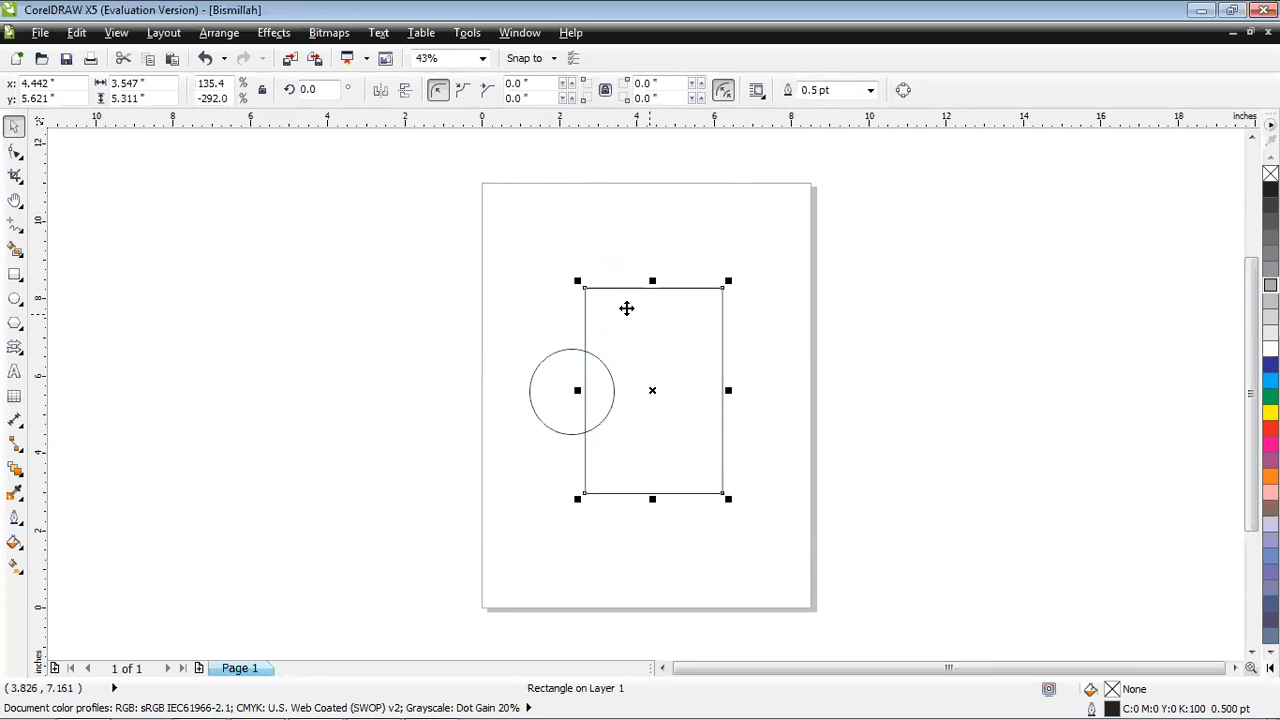 CorelDRAW X5 (Evaluation Version) - [Bismillah]
File Edit View Layout Arrange Effects Bitmaps Text Table Tools Window Help
43% Snap to
x: 4.442 " 3.547 " 135.4 % 0.0 ° 0.0 " 0.0 " 0.5 pt
y: 5.621 " 5.311 " -292.0 % 0.0 " 0.0 "
10 8 6 4 2 0 2 4 6 8 10 12 14 16 18 inches
12
10
8
6
4
2
0
inches
1 of 1 Page 1
( 3.826 , 7.161 ) Rectangle on Layer 1 None
Document color profiles: RGB: sRGB IEC61966-2.1; CMYK: U.S. Web Coated (SWOP) v2; Grayscale: Dot Gain 20% C:0 M:0 Y:0 K:100 0.500 pt